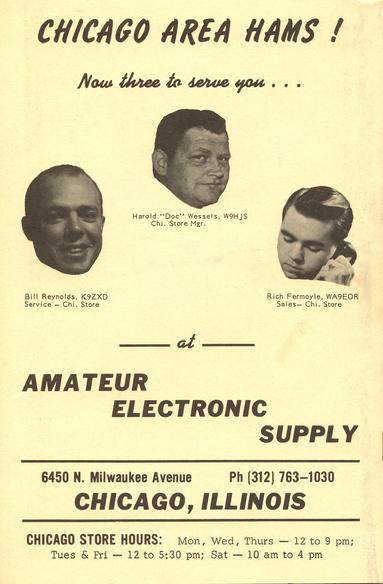 CHICAGO AREA HAMS !
Now three to serve you . . .
Harold "Doc" Wessels, W9HJS
Chi. Store Mgr.
Bill Reynolds, K9ZXD
Service — Chi. Store
Rich Fermoyle, WA9EOR
Sales— Chi. Store
at
AMATEUR
ELECTRONIC
SUPPLY
6450 N. Milwaukee Avenue Ph (312) 763—1030
CHICAGO, ILLINOIS
CHICAGO STORE HOURS: Mon, Wed, Thurs — 12 to 9 pm;
Tues & Fri — 12 to 5:30 pm; Sat — 10 am to 4 pm